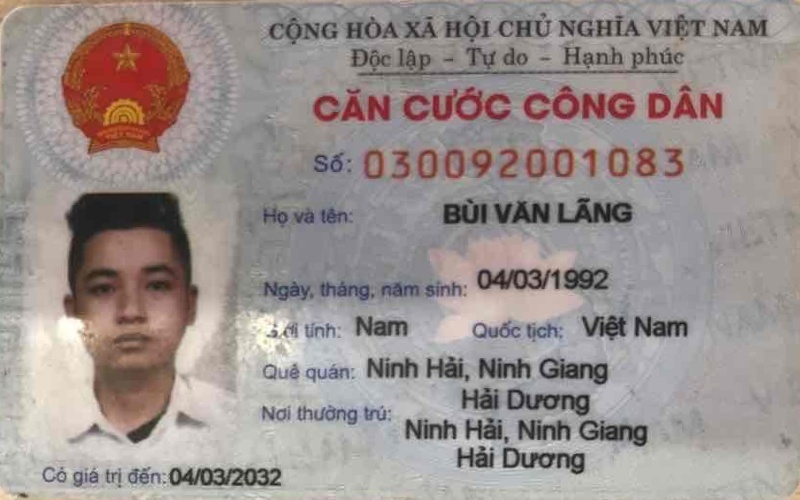 CỘNG HÒA XÃ HỘI CHỦ NGHĨA VIỆT NAM
Độc lập - Tự do - Hạnh phúc
CĂN CƯỚC CÔNG DÂN
Số: 030092001083
Họ và tên: BÙI VĂN LÃNG
Ngày, tháng, năm sinh: 04/03/1992
Giới tính: Nam Quốc tịch: Việt Nam
Quê quán: Ninh Hải, Ninh Giang
Hải Dương
Nơi thường trú:
Ninh Hải, Ninh Giang
Hải Dương
Có giá trị đến: 04/03/2032